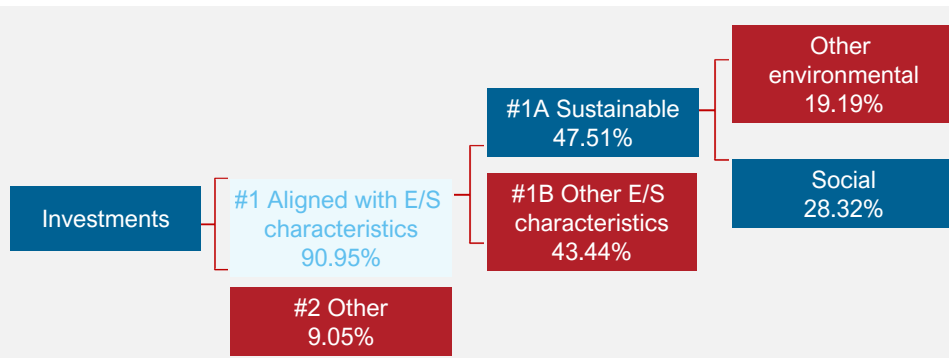 Investments
#1 Aligned with E/S
characteristics
90.95%
#2 Other
9.05%
#1A Sustainable
47.51%
#1B Other E/S
characteristics
43.44%
Other
environmental
19.19%
Social
28.32%